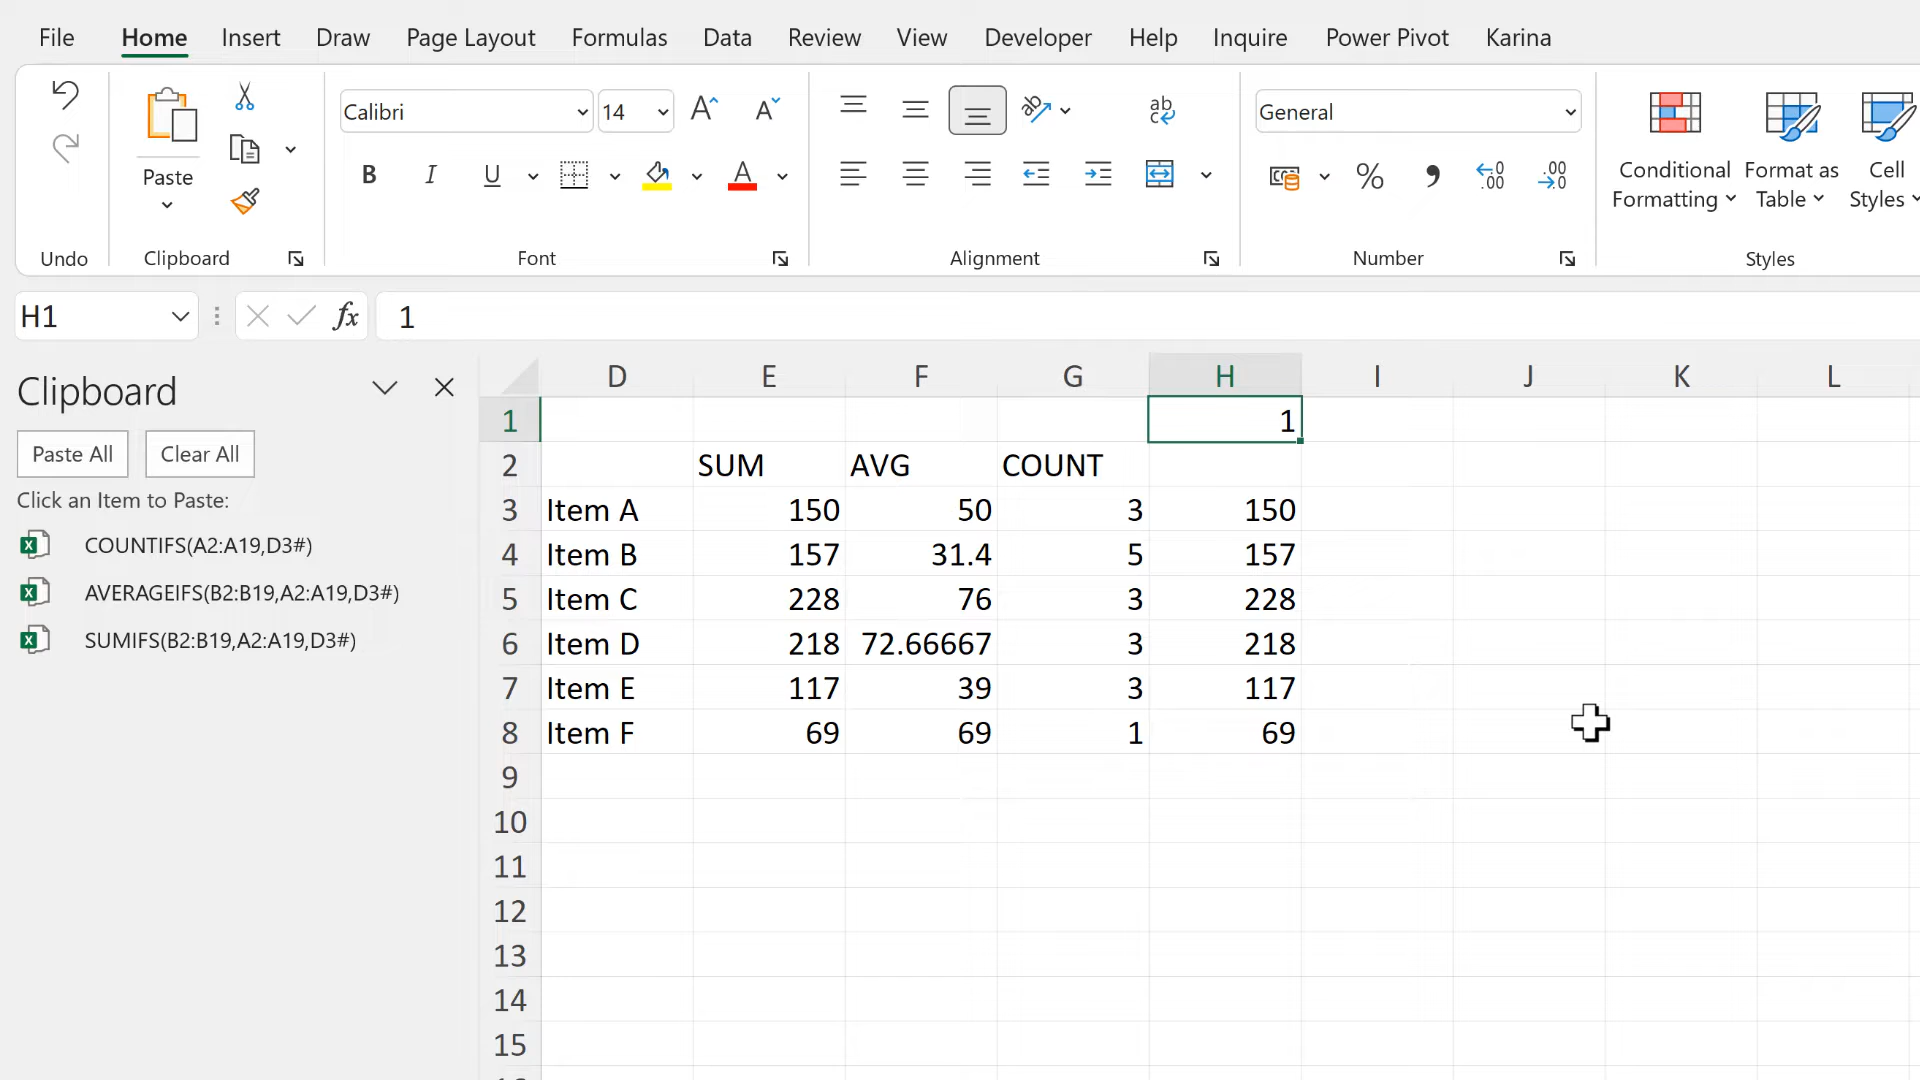 File Home Insert Draw Page Layout Formulas Data Review View Developer Help Inquire Power Pivot Karina
Calibri 14 General
Paste B I U Conditional Formatting Format as Table Cell Styles
Undo Clipboard Font Alignment Number Styles
H1 fx 1
Clipboard
Paste All Clear All
Click an Item to Paste:
COUNTIFS(A2:A19,D3#)
AVERAGEIFS(B2:B19,A2:A19,D3#)
SUMIFS(B2:B19,A2:A19,D3#)
D E F G H I J K L
1 1
2 SUM AVG COUNT
3 Item A 150 50 3 150
4 Item B 157 31.4 5 157
5 Item C 228 76 3 228
6 Item D 218 72.66667 3 218
7 Item E 117 39 3 117
8 Item F 69 69 1 69
9
10
11
12
13
14
15